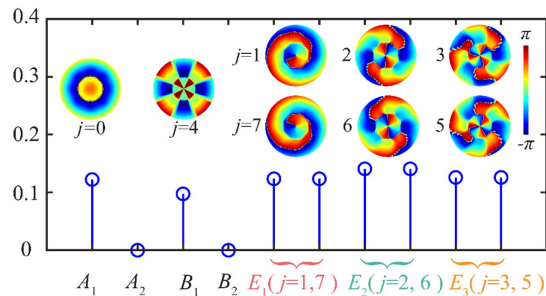 0.4
0.3
0.2
0.1
0
j=1
2
3
π
j=0
j=4
j=7
6
5
-π
A1
A2
B1
B2
E1(j=1,7)
E2(j=2, 6)
E3(j=3, 5)